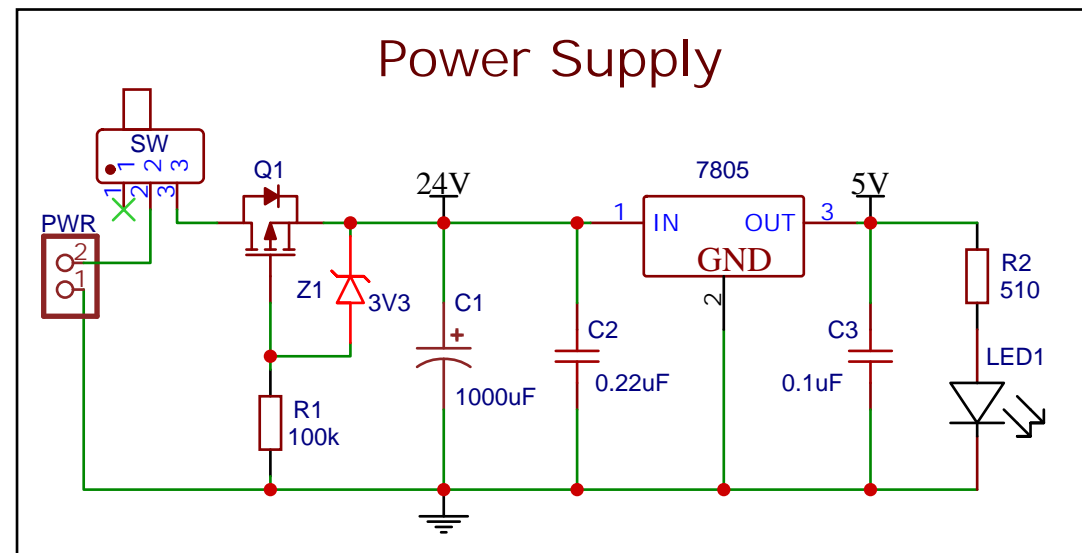 Power Supply
SW
1 2 3
1 2 3
PWR
2
1
Q1
Z1
3V3
R1
100k
24V
C1
+
1000uF
C2
0.22uF
7805
1 IN OUT 3
GND
2
5V
C3
0.1uF
R2
510
LED1